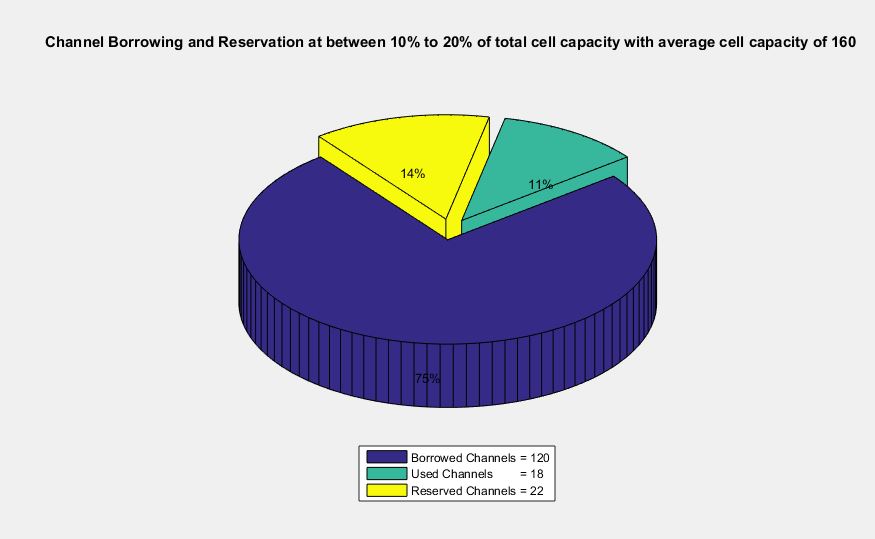 Channel Borrowing and Reservation at between 10% to 20% of total cell capacity with average cell capacity of 160
14%
11%
75%
Borrowed Channels = 120
Used Channels = 18
Reserved Channels = 22